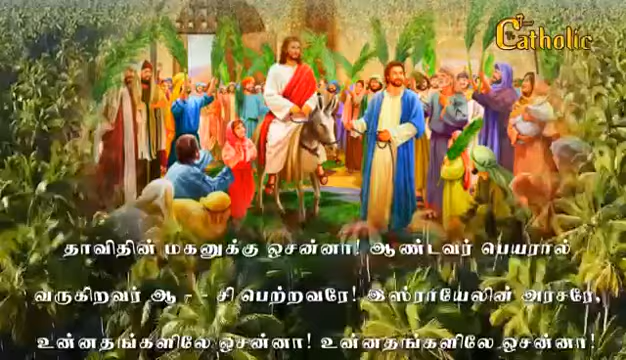 Catholic
தாவிதின் மகனுக்கு ஓசன்னா! ஆண்டவர் பெயரால்
வருகிறவர் ஆ - - சி பெற்றவரே! இஸ்ராயேலின் அரசரே,
உன்னதங்களிலே ஓசன்னா! உன்னதங்களிலே ஓசன்னா!